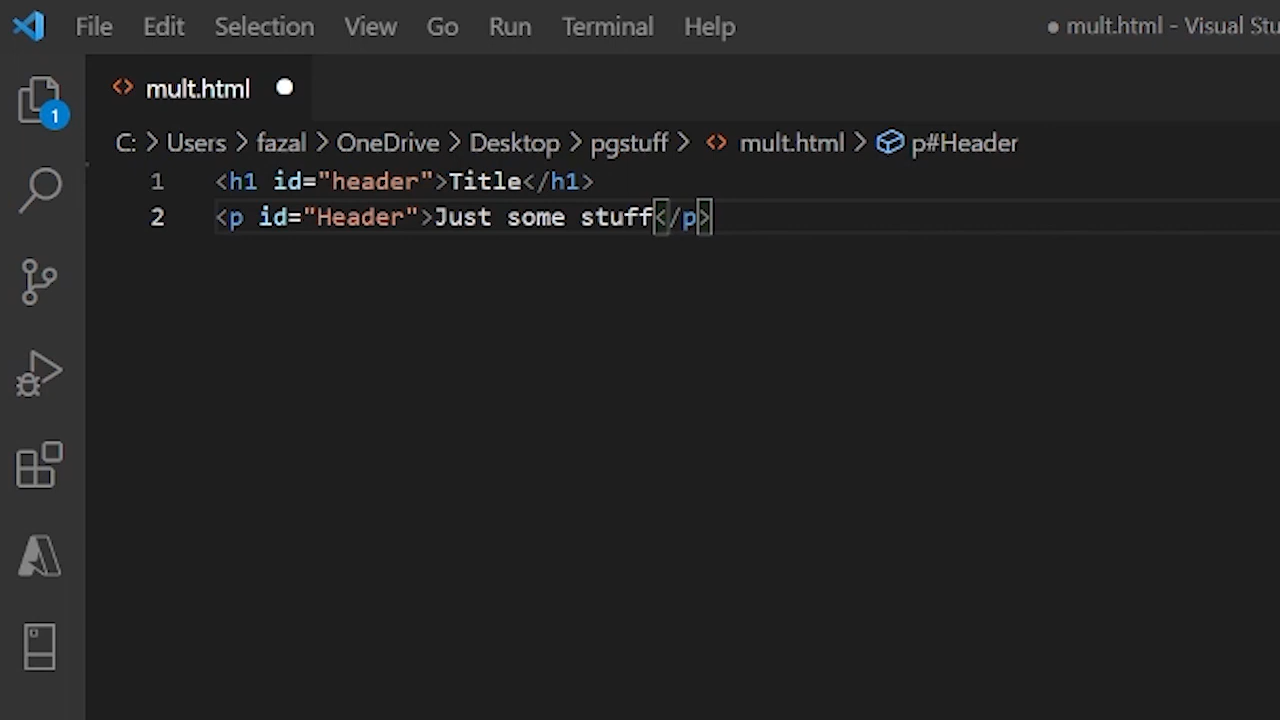 File Edit Selection View Go Run Terminal Help ● mult.html - Visual Stu
<> mult.html ●
1
C: > Users > fazal > OneDrive > Desktop > pgstuff > <> mult.html > p#Header
1 <h1 id="header">Title</h1>
2 <p id="Header">Just some stuff</p>